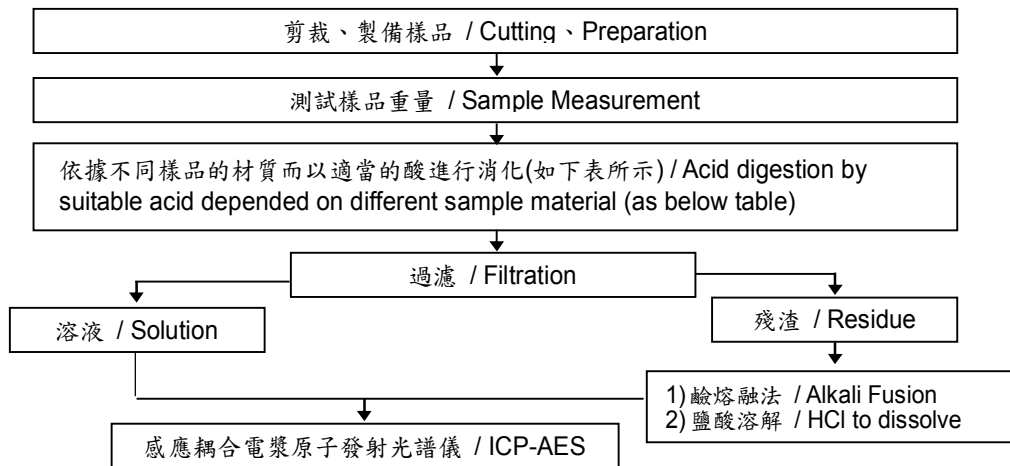 剪裁、製備樣品 / Cutting、Preparation
測試樣品重量 / Sample Measurement
依據不同樣品的材質而以適當的酸進行消化(如下表所示) / Acid digestion by
suitable acid depended on different sample material (as below table)
過濾 / Filtration
溶液 / Solution
殘渣 / Residue
1) 鹼熔融法 / Alkali Fusion
2) 鹽酸溶解 / HCl to dissolve
感應耦合電漿原子發射光譜儀 / ICP-AES